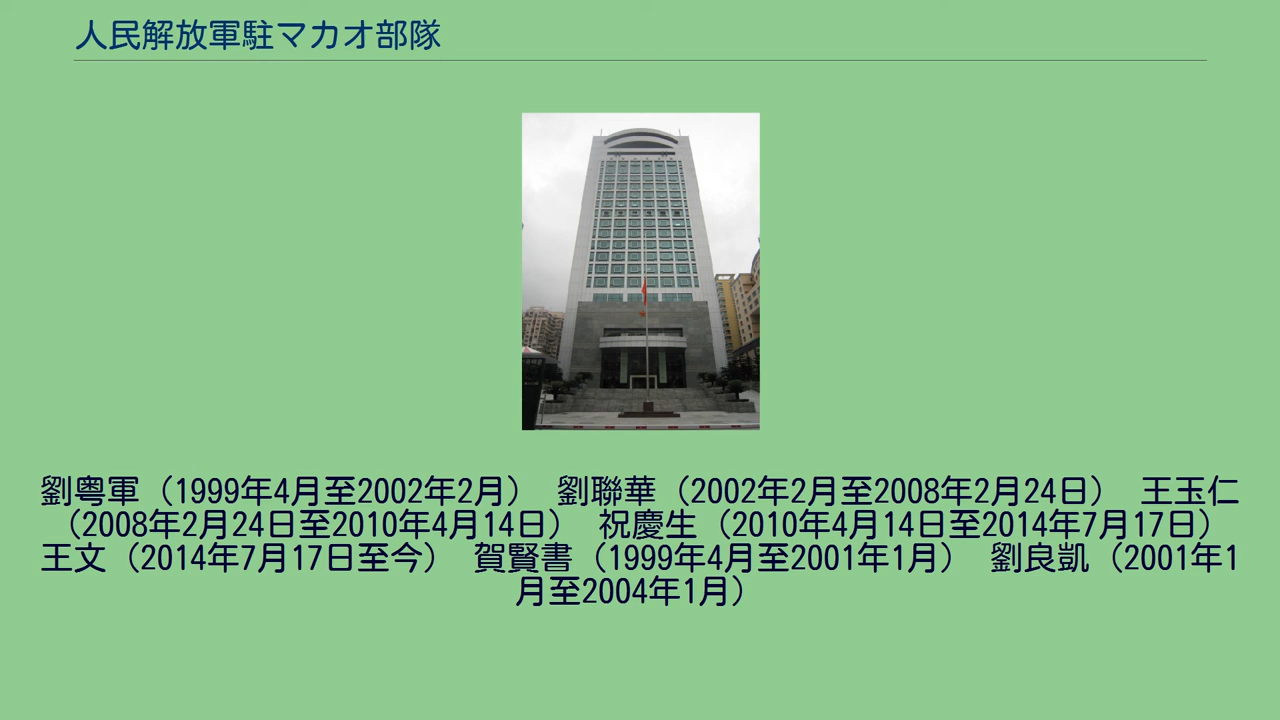 人民解放軍駐マカオ部隊
劉粤軍（1999年4月至2002年2月） 劉聯華（2002年2月至2008年2月24日） 王玉仁
（2008年2月24日至2010年4月14日） 祝慶生（2010年4月14日至2014年7月17日）
王文（2014年7月17日至今） 賀賢書（1999年4月至2001年1月） 劉良凱（2001年1
月至2004年1月）